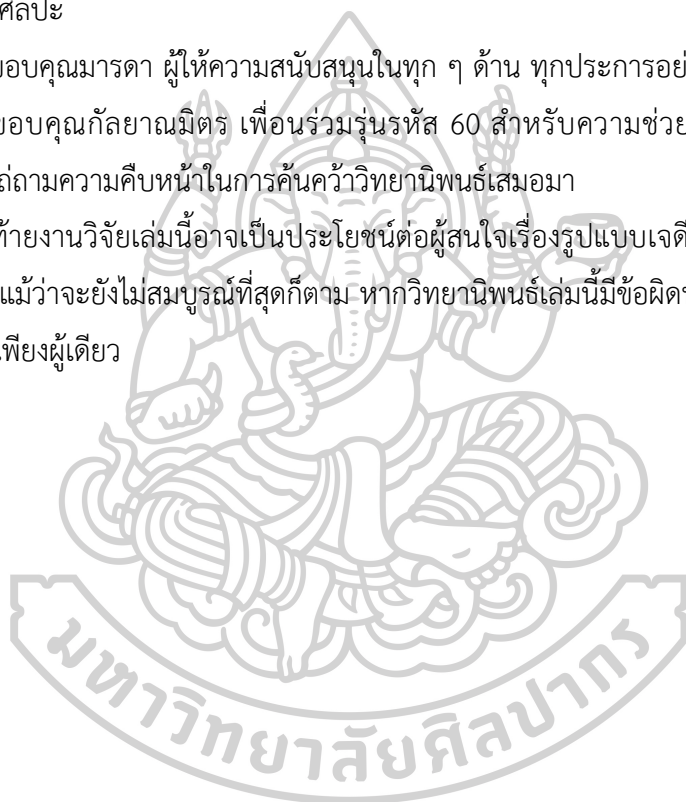 ศิลปะ
ขอบคุณมารดา ผู้ให้ความสนับสนุนในทุก ๆ ด้าน ทุกประการอย่
ขอบคุณกัลยาณมิตร เพื่อนร่วมรุ่นรหัส 60 สำหรับความช่วย
ถ่ถามความคืบหน้าในการค้นคว้าวิทยานิพนธ์เสมอมา
ท้ายงานวิจัยเล่มนี้อาจเป็นประโยชน์ต่อผู้สนใจเรื่องรูปแบบเจดี
แม้ว่าจะยังไม่สมบูรณ์ที่สุดก็ตาม หากวิทยานิพนธ์เล่มนี้มีข้อผิด
เพียงผู้เดียว
มหาวิทยาลัยศิลปากร